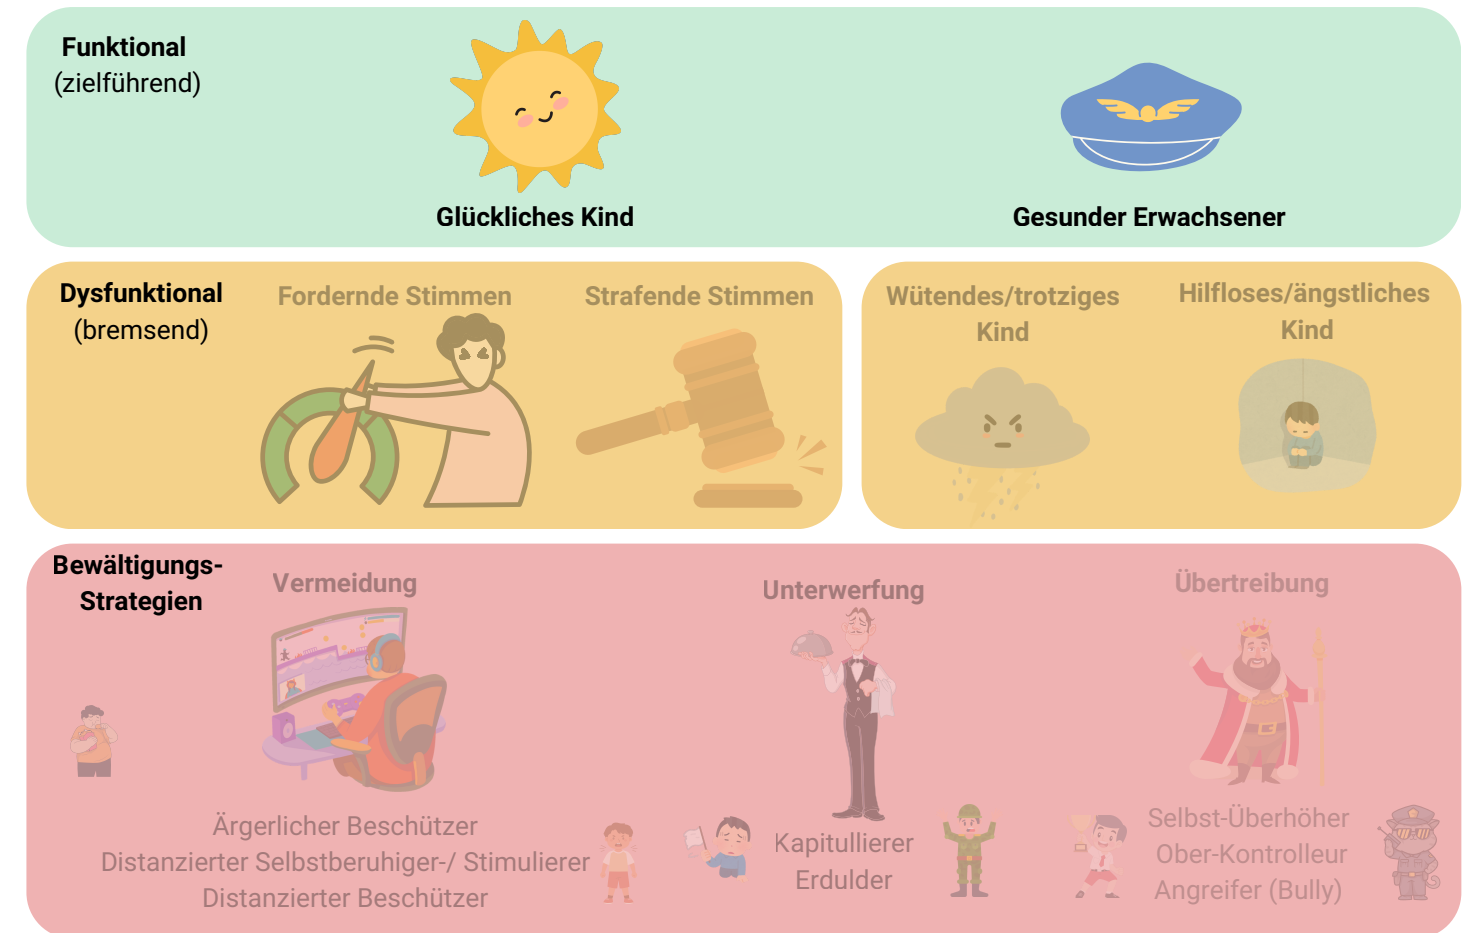 Funktional
(zielführend)
Glückliches Kind
Gesunder Erwachsener
Dysfunktional
(bremsend)
Fordernde Stimmen
Strafende Stimmen
Wütendes/trotziges
Kind
Hilfloses/ängstliches
Kind
Bewältigungs-
Strategien
Vermeidung
Ärgerlicher Beschützer
Distanzierter Selbstberuhiger-/ Stimulierer
Distanzierter Beschützer
Unterwerfung
Kapitullierer
Erdulder
Übertreibung
Selbst-Überhöher
Ober-Kontrolleur
Angreifer (Bully)